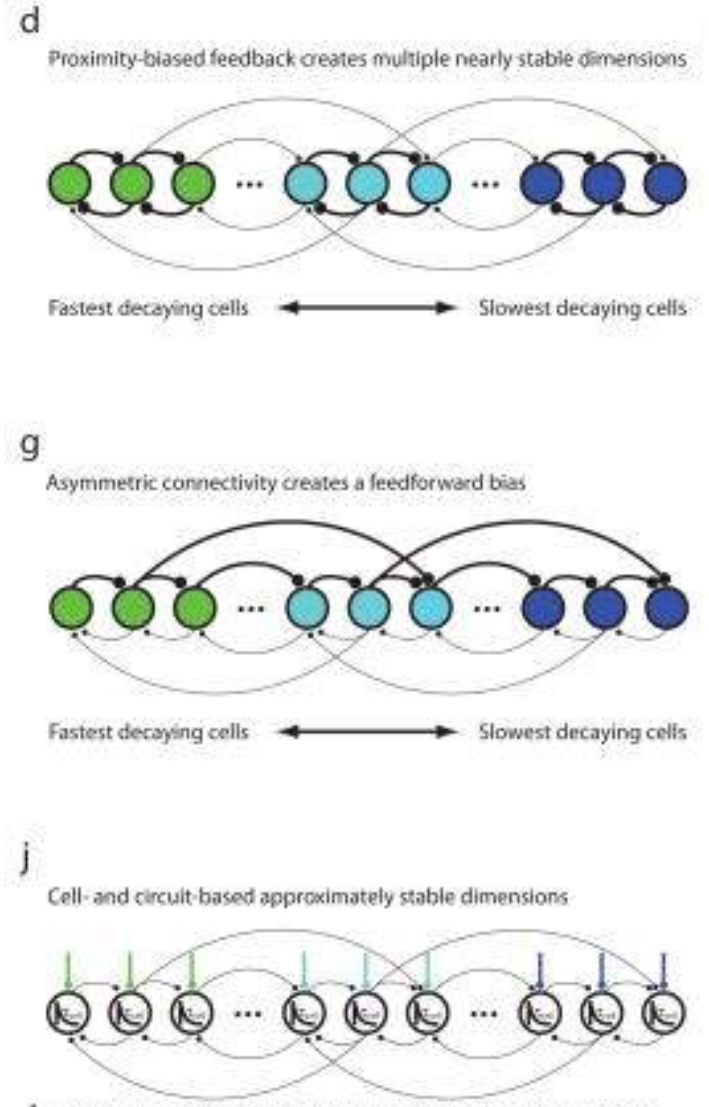 d
Proximity-biased feedback creates multiple nearly stable dimensions
...
...
Fastest decaying cells
Slowest decaying cells
g
Asymmetric connectivity creates a feedforward bias
...
...
Fastest decaying cells
Slowest decaying cells
j
Cell- and circuit-based approximately stable dimensions
...
...